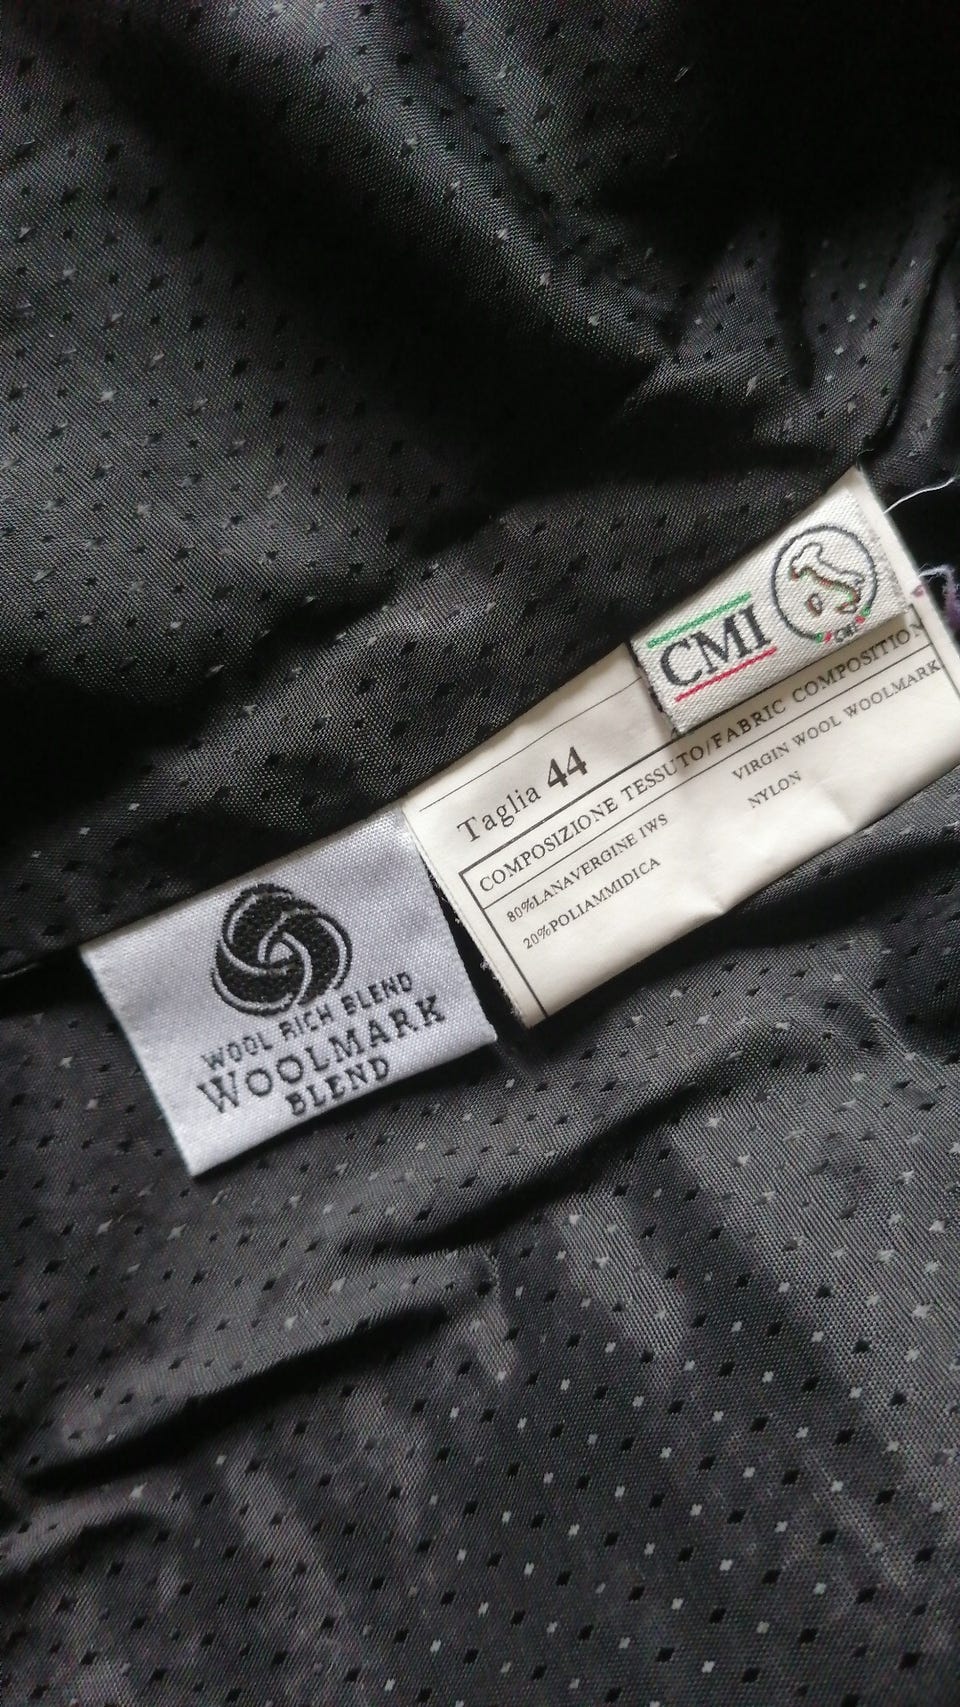 CMI
Taglia 44
COMPOSIZIONE TESSUTO/FABRIC COMPOSITION
80%LANAVERGINE IWS VIRGIN WOOL WOOLMARK
20%POLIAMMIDICA NYLON
WOOL RICH BLEND
WOOLMARK
BLEND